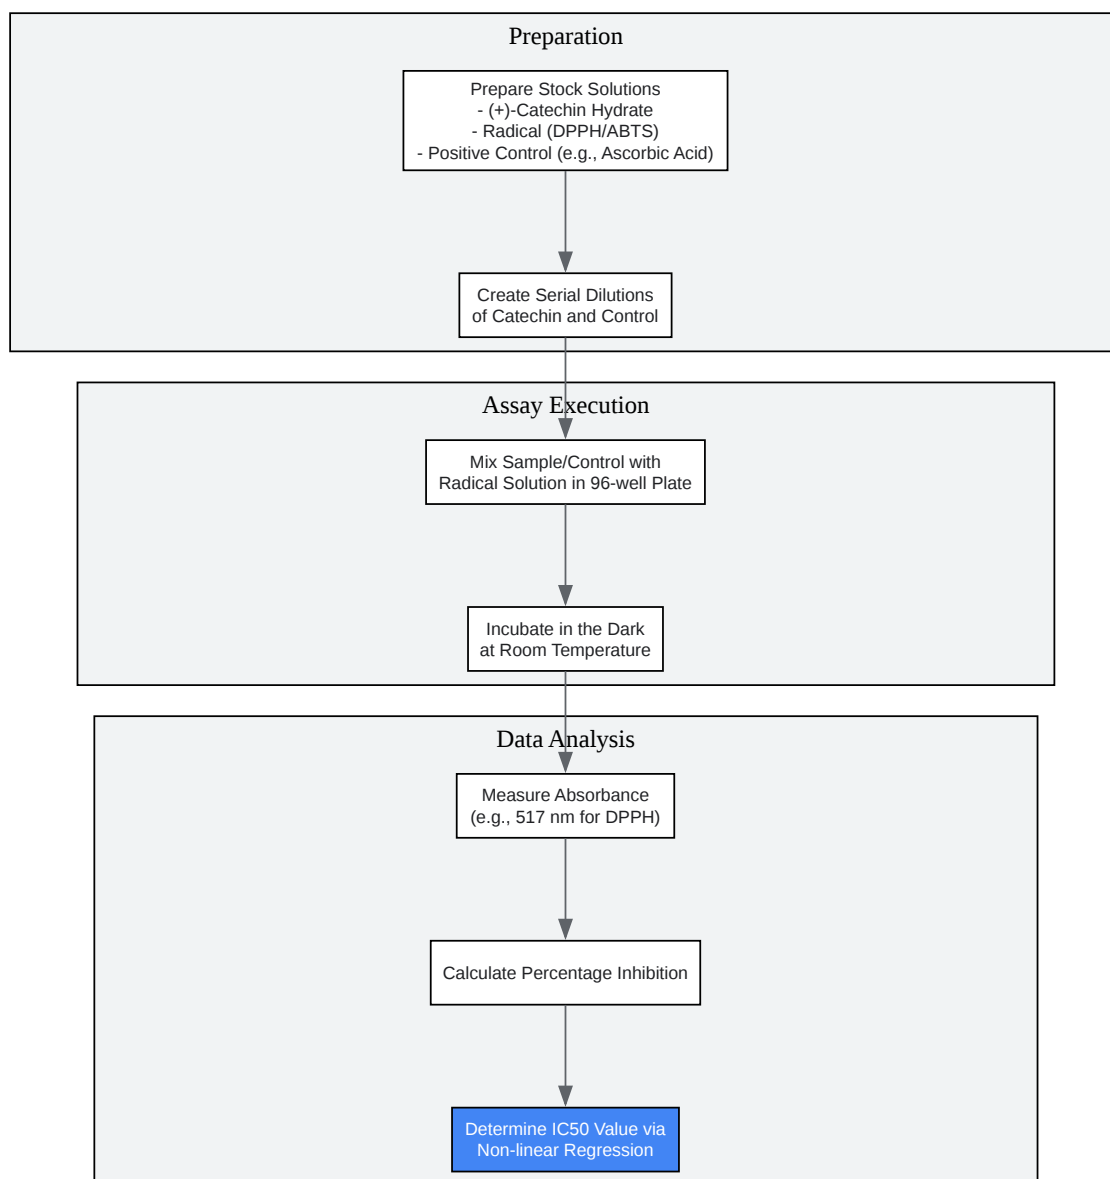 Preparation
Prepare Stock Solutions
- (+)-Catechin Hydrate
- Radical (DPPH/ABTS)
- Positive Control (e.g., Ascorbic Acid)
Create Serial Dilutions
of Catechin and Control
Assay Execution
Mix Sample/Control with
Radical Solution in 96-well Plate
Incubate in the Dark
at Room Temperature
Data Analysis
Measure Absorbance
(e.g., 517 nm for DPPH)
Calculate Percentage Inhibition
Determine IC50 Value via
Non-linear Regression